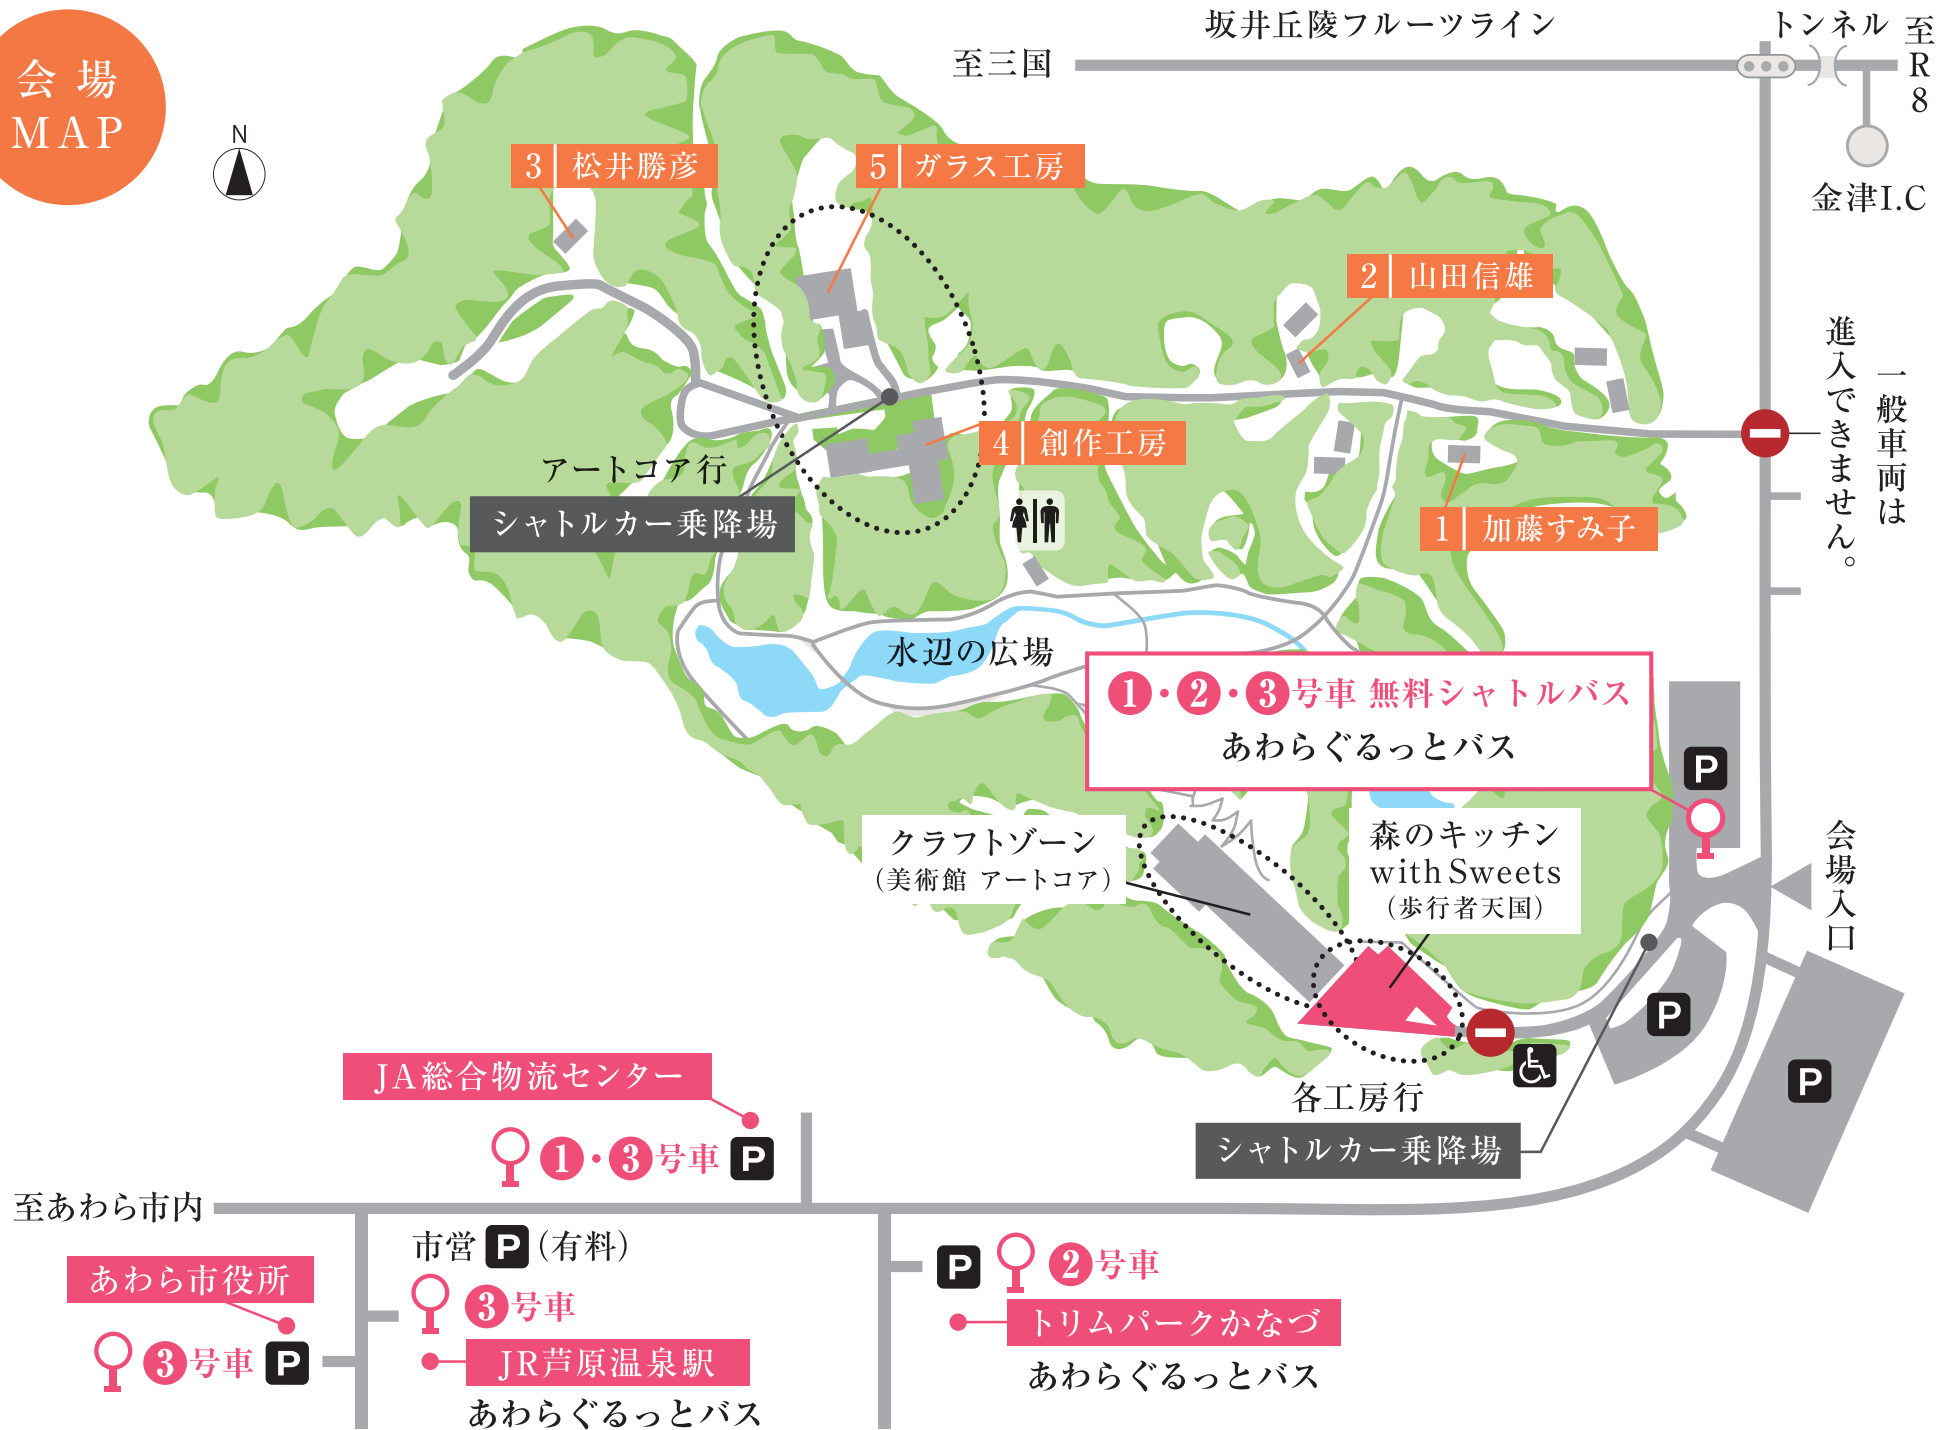 会場
MAP
N
坂井丘陵フルーツライン
トンネル
至R8
至三国
金津I.C
3 松井勝彦
5 ガラス工房
2 山田信雄
一般車両は
進入できません。
4 創作工房
1 加藤すみ子
アートコア行
シャトルカー乗降場
水辺の広場
1・2・3号車 無料シャトルバス
あわらぐるっとバス
P
クラフトゾーン
（美術館 アートコア）
森のキッチン
with Sweets
（歩行者天国）
会場入口
P
P
各工房行
シャトルカー乗降場
JA総合物流センター
1・3号車 P
至あわら市内
市営 P （有料）
あわら市役所
3号車
3号車 P
JR芦原温泉駅
あわらぐるっとバス
P 2号車
トリムパークかなづ
あわらぐるっとバス